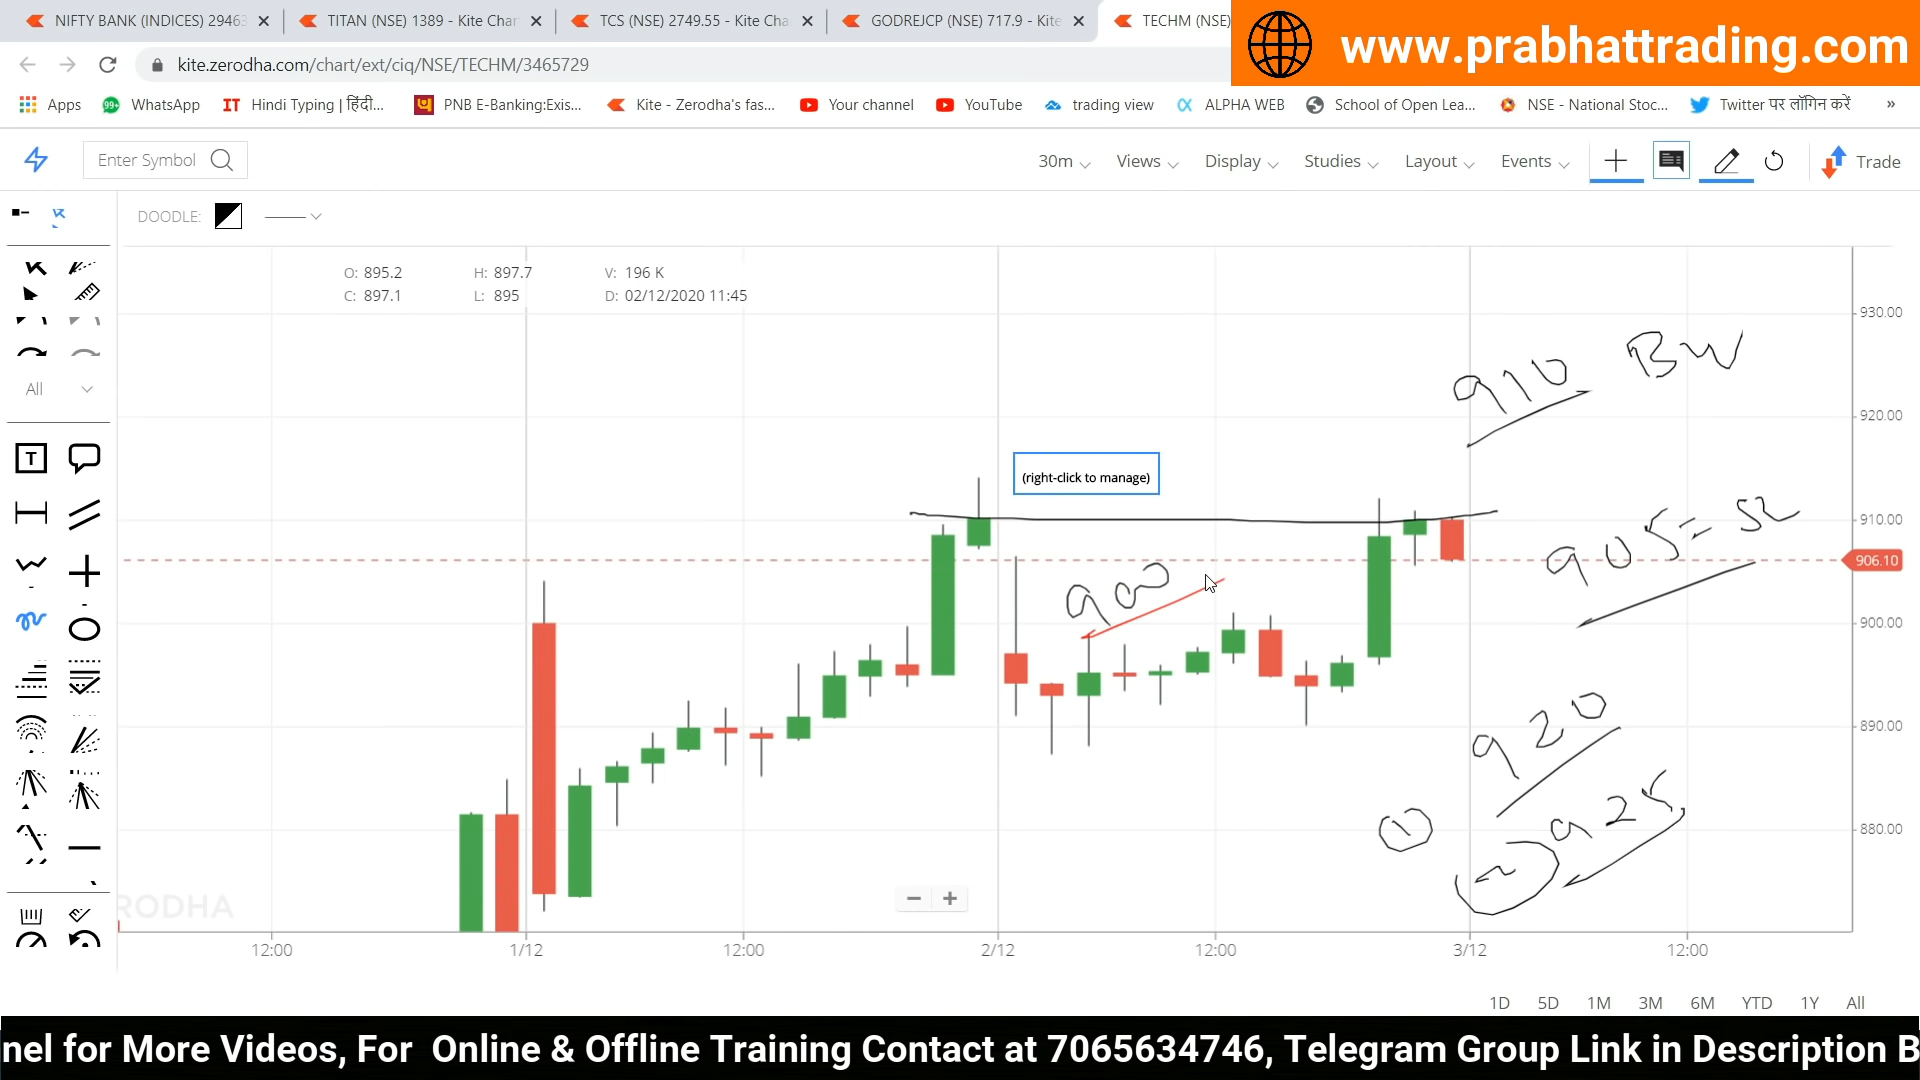 NIFTY BANK (INDICES) 29463
TITAN (NSE) 1389 - Kite Char
TCS (NSE) 2749.55 - Kite Cha
GODREJCP (NSE) 717.9 - Kite
TECHM (NSE)
www.prabhattrading.com
kite.zerodha.com/chart/ext/ciq/NSE/TECHM/3465729
Apps
99+
WhatsApp
IT
Hindi Typing | हिंदी...
PNB E-Banking:Exis...
Kite - Zerodha's fas...
Your channel
YouTube
trading view
ALPHA WEB
School of Open Lea...
NSE - National Stoc...
Twitter पर लॉगिन करें
»
Enter Symbol
30m
Views
Display
Studies
Layout
Events
Trade
DOODLE:
O: 895.2
H: 897.7
V: 196 K
C: 897.1
L: 895
D: 02/12/2020 11:45
All
T
(right-click to manage)
910
900
905 = SL
920
1
925
2
930.00
920.00
910.00
906.10
900.00
890.00
880.00
RODHA
12:00
1/12
12:00
2/12
12:00
3/12
12:00
1D
5D
1M
3M
6M
YTD
1Y
All
nel for More Videos, For Online & Offline Training Contact at 7065634746, Telegram Group Link in Description B